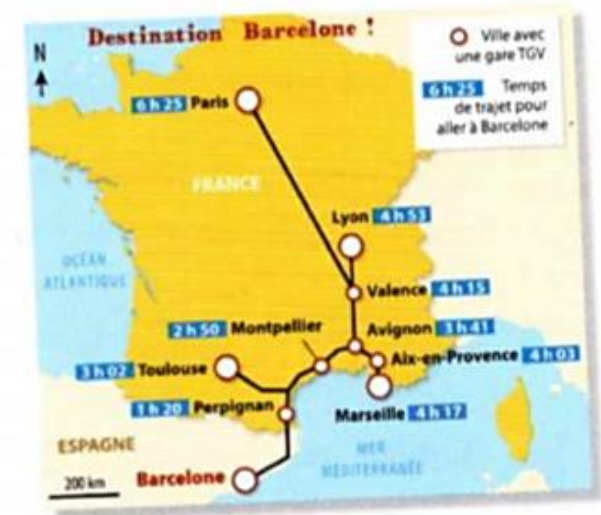 Destination Barcelone !
N
Ville avec
une gare TGV
6 h 25 Temps
de trajet pour
aller à Barcelone
6 h 25 Paris
FRANCE
Lyon 4 h 53
OCÉAN
ATLANTIQUE
Valence 4 h 15
2 h 50 Montpellier
Avignon 3 h 41
3 h 02 Toulouse
Aix-en-Provence 4 h 03
1 h 20 Perpignan
Marseille 4 h 17
ESPAGNE
MER
MÉDITERRANÉE
200 km
Barcelone